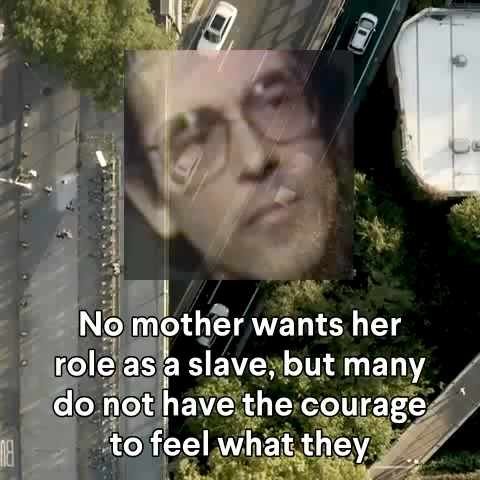 No mother wants her
role as a slave, but many
do not have the courage
to feel what they